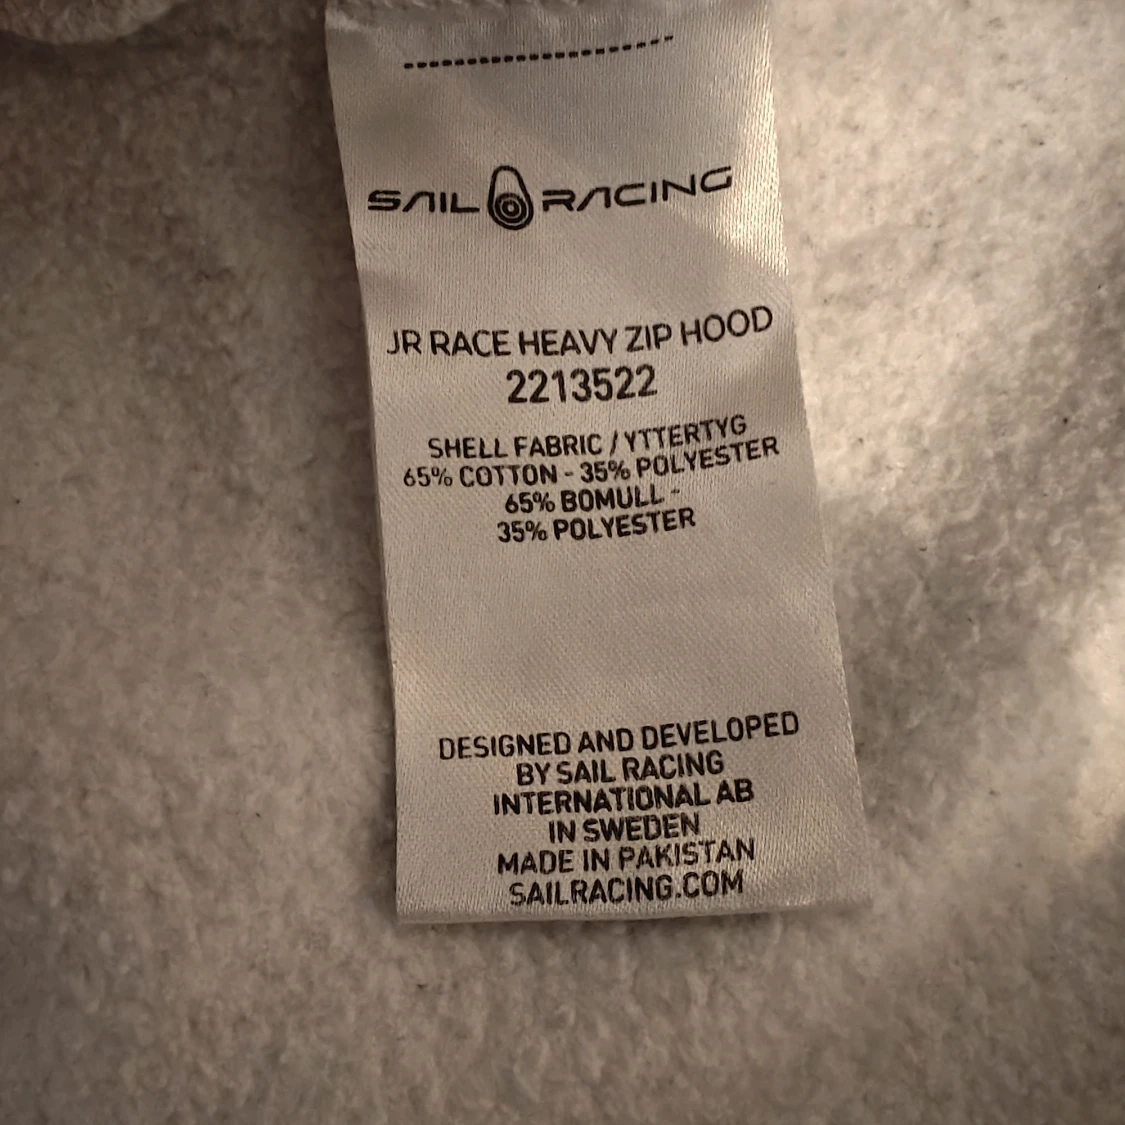 SAIL RACING
JR RACE HEAVY ZIP HOOD
2213522
SHELL FABRIC / YTTERTYG
65% COTTON - 35% POLYESTER
65% BOMULL -
35% POLYESTER
DESIGNED AND DEVELOPED
BY SAIL RACING
INTERNATIONAL AB
IN SWEDEN
MADE IN PAKISTAN
SAILRACING.COM